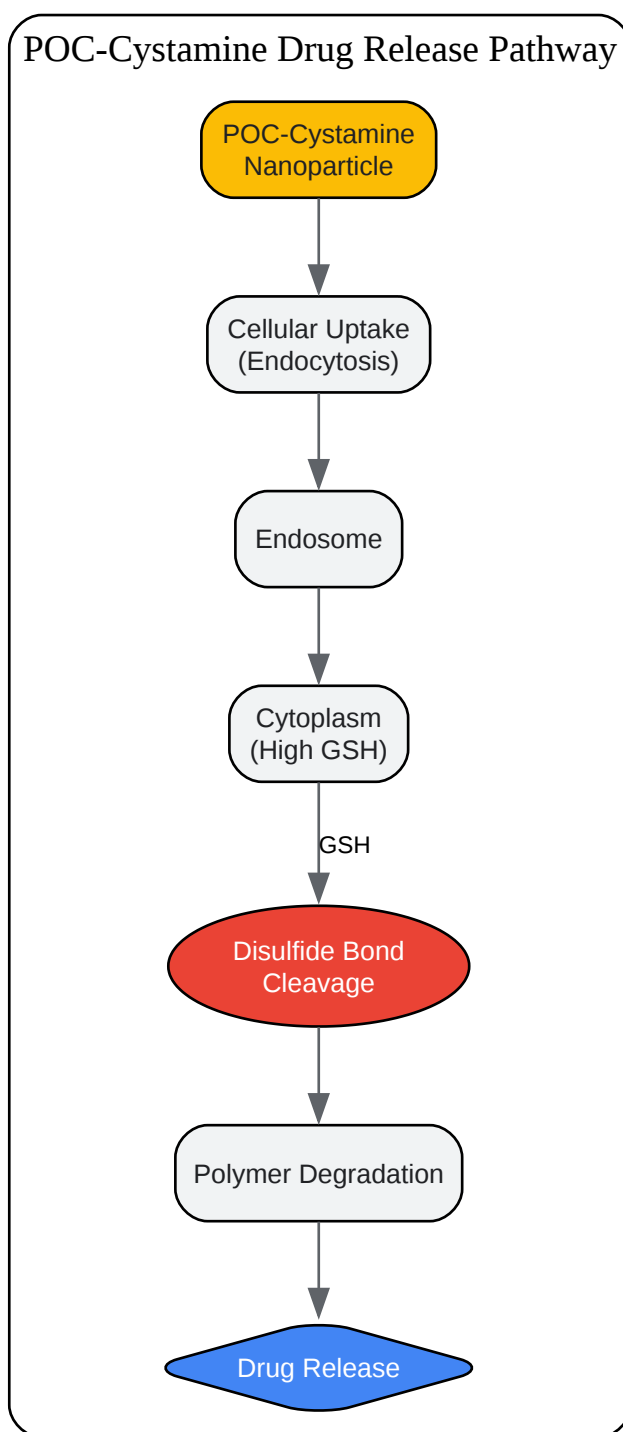 POC-Cystamine Drug Release Pathway
POC-Cystamine
Nanoparticle
Cellular Uptake
(Endocytosis)
Endosome
Cytoplasm
(High GSH)
GSH
Disulfide Bond
Cleavage
Polymer Degradation
Drug Release